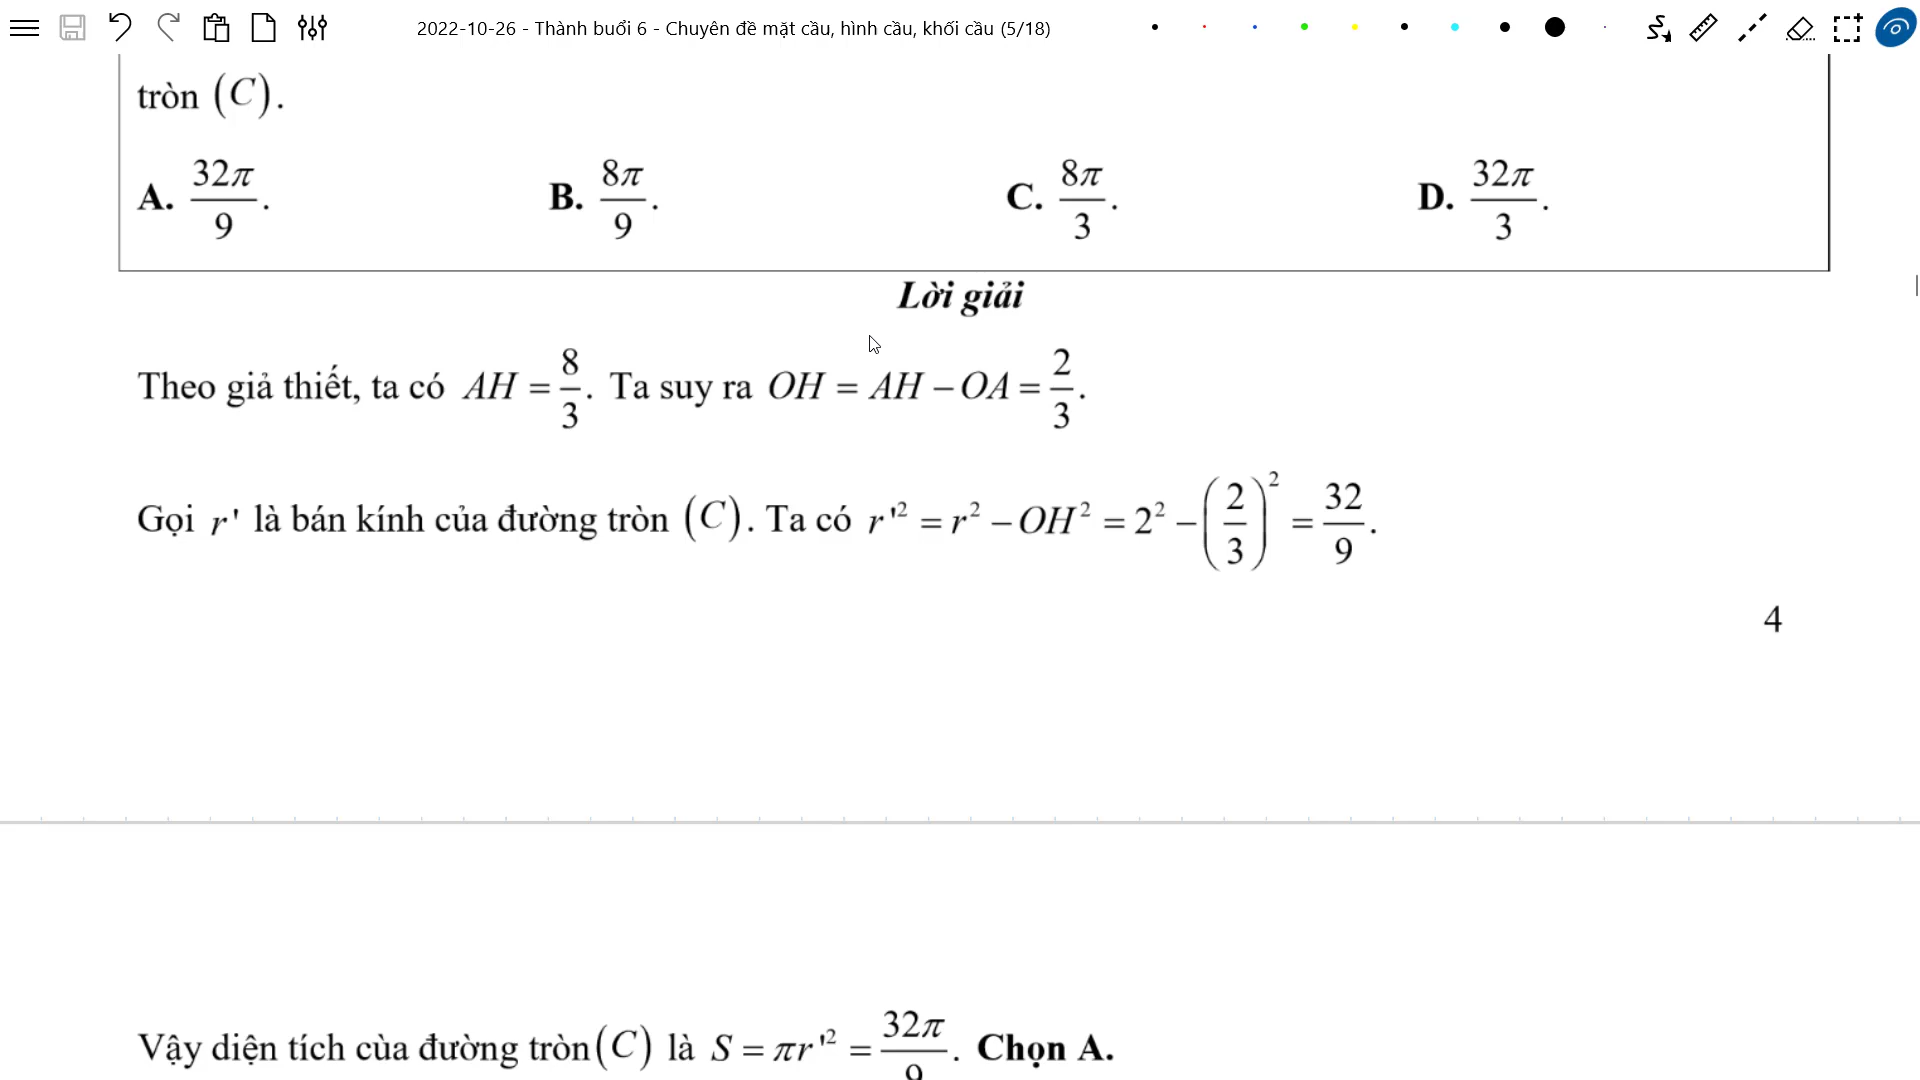 2022-10-26 - Thành buổi 6 - Chuyên đề mặt cầu, hình cầu, khối cầu (5/18)
tròn (C).
A. 32π/9. B. 8π/9. C. 8π/3. D. 32π/3.
Lời giải
Theo giả thiết, ta có AH = 8/3. Ta suy ra OH = AH − OA = 2/3.
Gọi r' là bán kính của đường tròn (C). Ta có r'² = r² − OH² = 2² − (2/3)² = 32/9.
4
Vậy diện tích cùa đường tròn(C) là S = πr'² = 32π/9. Chọn A.